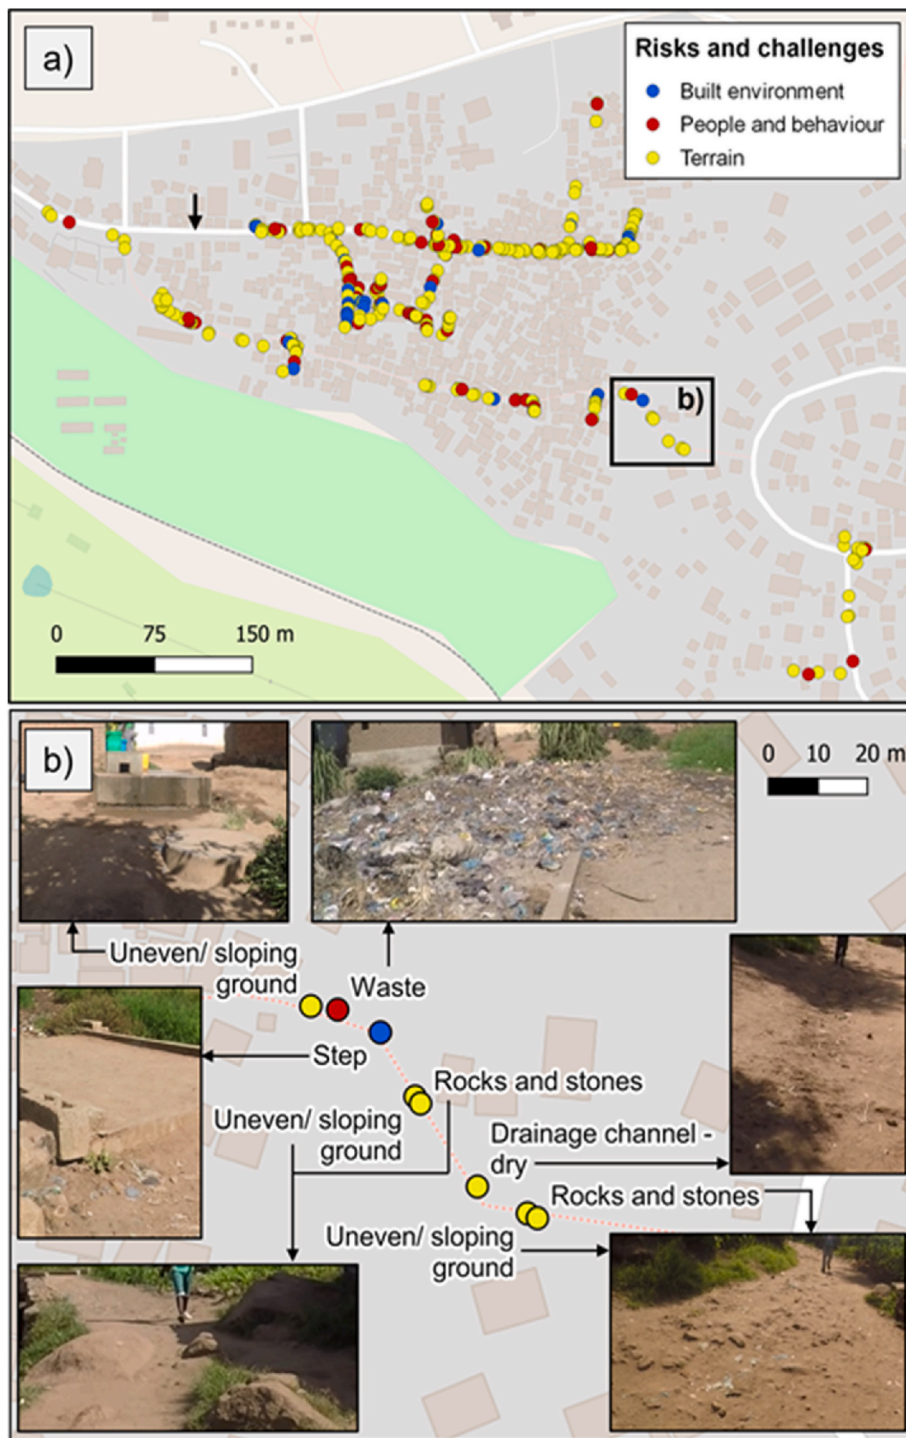 a)
Risks and challenges
Built environment
People and behaviour
Terrain
b)
0 75 150 m
b)
0 10 20 m
Uneven/ sloping
ground
Waste
Step
Rocks and stones
Uneven/ sloping
ground
Drainage channel -
dry
Rocks and stones
Uneven/ sloping
ground